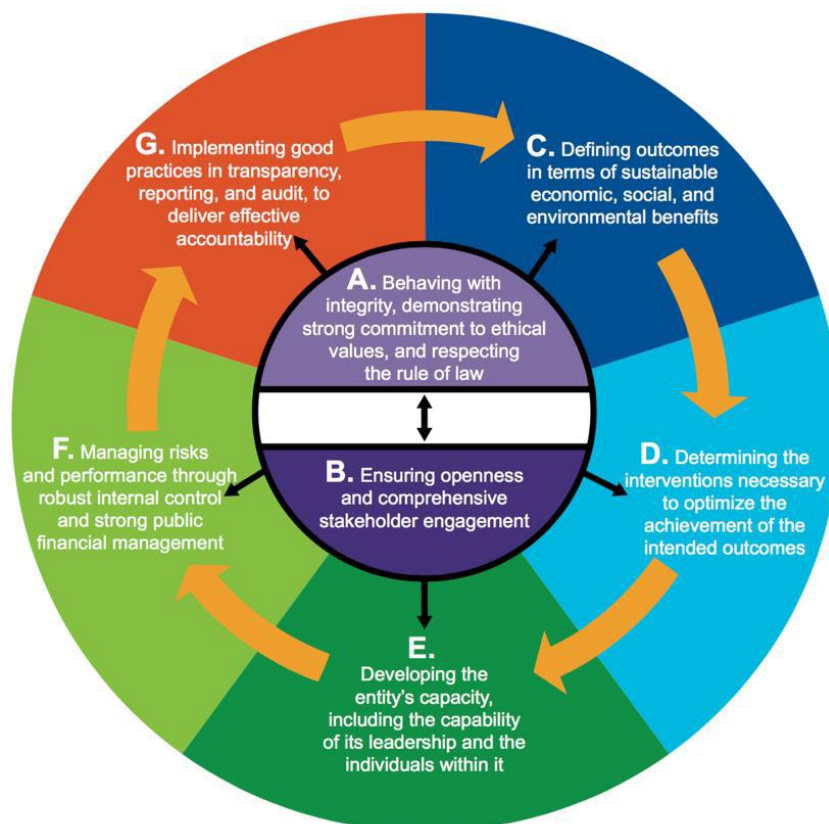 A. Behaving with
integrity, demonstrating
strong commitment to ethical
values, and respecting
the rule of law
B. Ensuring openness
and comprehensive
stakeholder engagement
C. Defining outcomes
in terms of sustainable
economic, social, and
environmental benefits
D. Determining the
interventions necessary
to optimize the
achievement of the
intended outcomes
E.
Developing the
entity's capacity,
including the capability
of its leadership and the
individuals within it
F. Managing risks
and performance through
robust internal control
and strong public
financial management
G. Implementing good
practices in transparency,
reporting, and audit, to
deliver effective
accountability